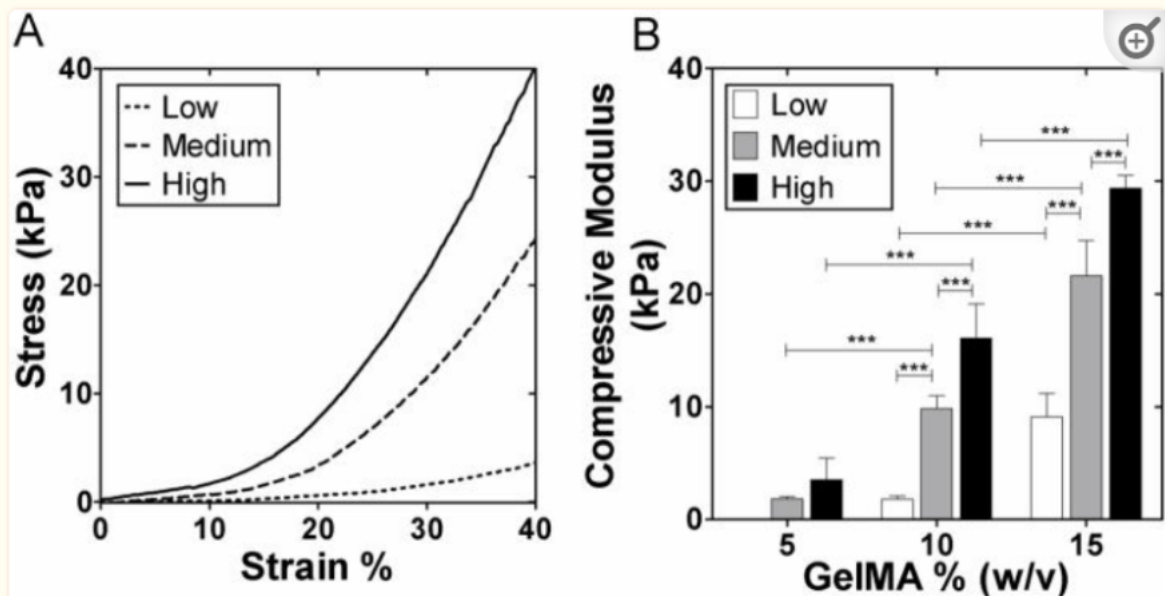 A
Stress (kPa)
40
30
20
10
0
Low
Medium
High
0 10 20 30 40
Strain %
B
Compressive Modulus
(kPa)
40
30
20
10
0
Low
Medium
High
***
***
***
***
***
***
***
***
***
5 10 15
GelMA % (w/v)